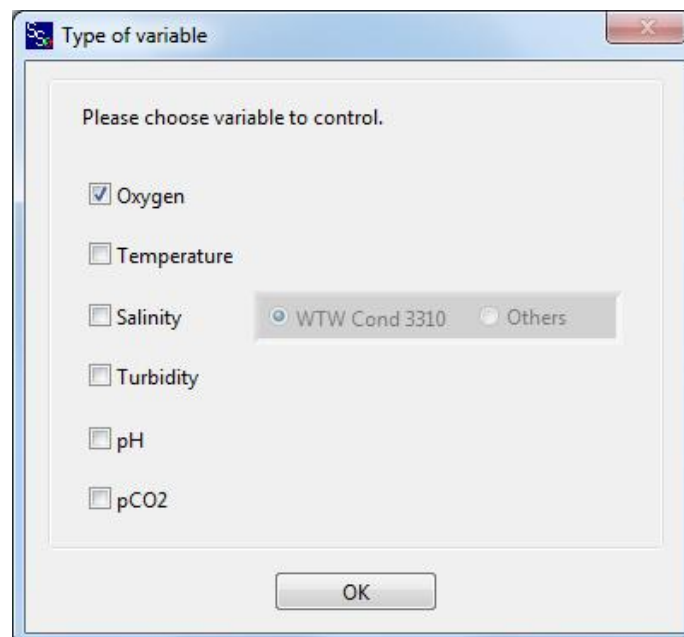 Type of variable
Please choose variable to control.
Oxygen
Temperature
Salinity WTW Cond 3310 Others
Turbidity
pH
pCO2
OK